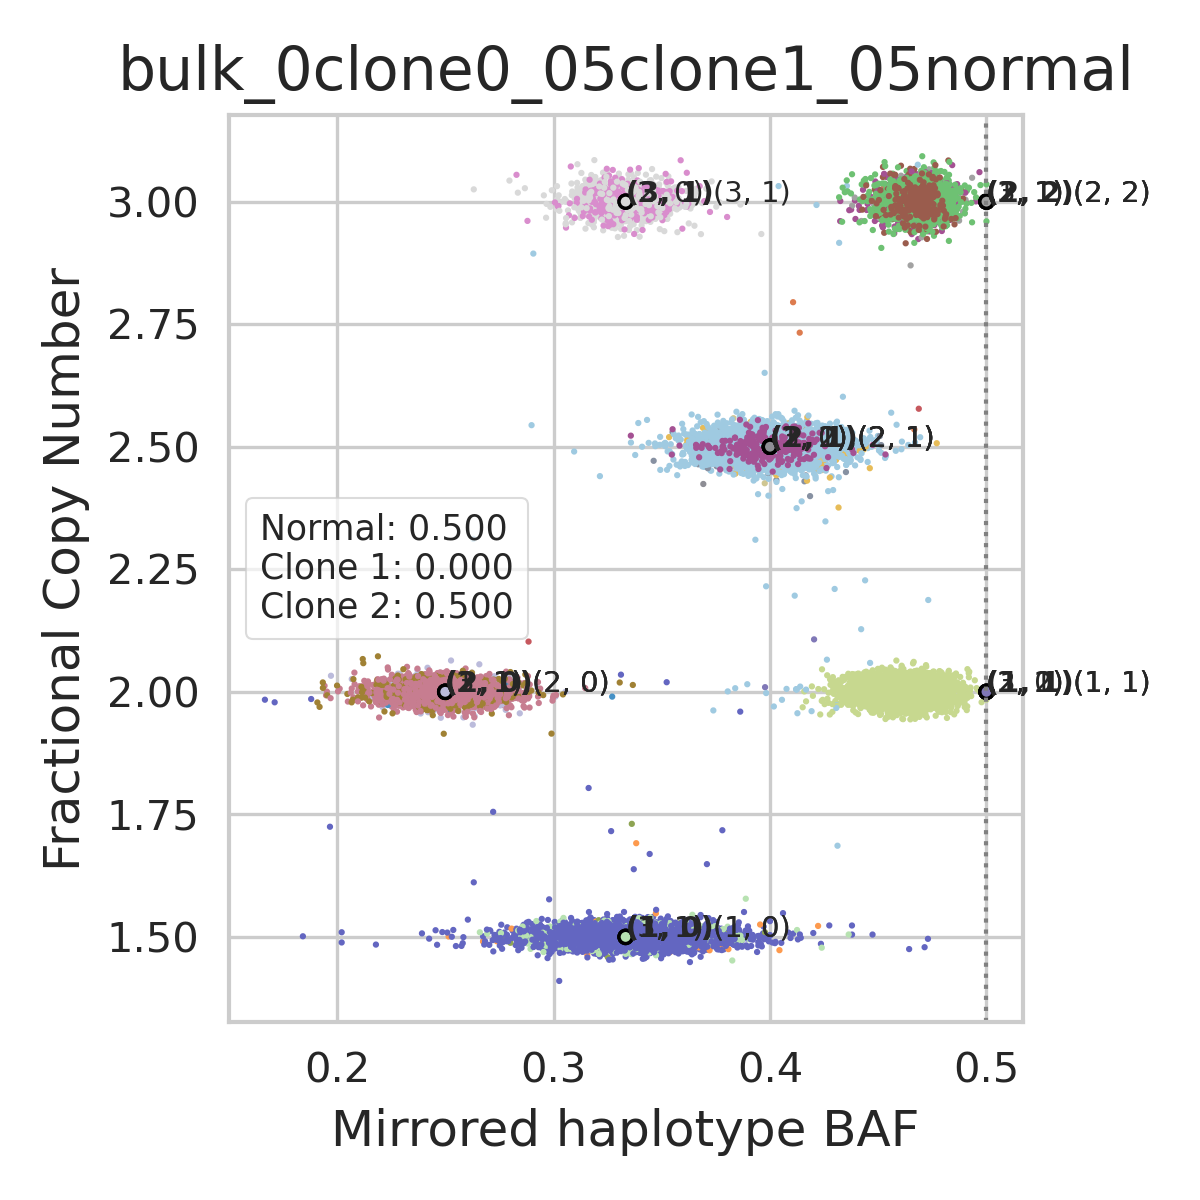 bulk_0clone0_05clone1_05normal
Fractional Copy Number
3.00
2.75
2.50
2.25
2.00
1.75
1.50
(3, 1)
(2, 2)
(2, 1)
Normal: 0.500
Clone 1: 0.000
Clone 2: 0.500
(2, 0)
(1, 1)
(1, 0)
0.2
0.3
0.4
0.5
Mirrored haplotype BAF